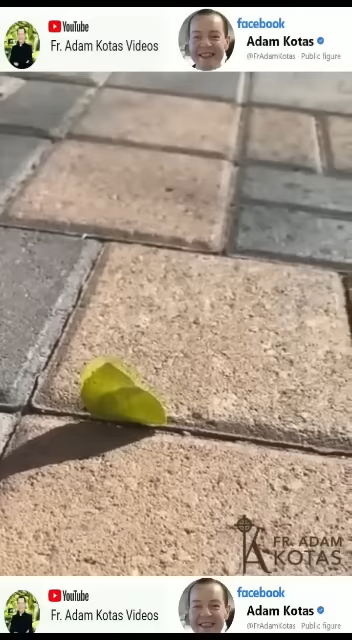 YouTube
Fr. Adam Kotas Videos
facebook
Adam Kotas
@FrAdamKotas · Public figure
FR. ADAM
KOTAS
YouTube
Fr. Adam Kotas Videos
facebook
Adam Kotas
@FrAdamKotas · Public figure